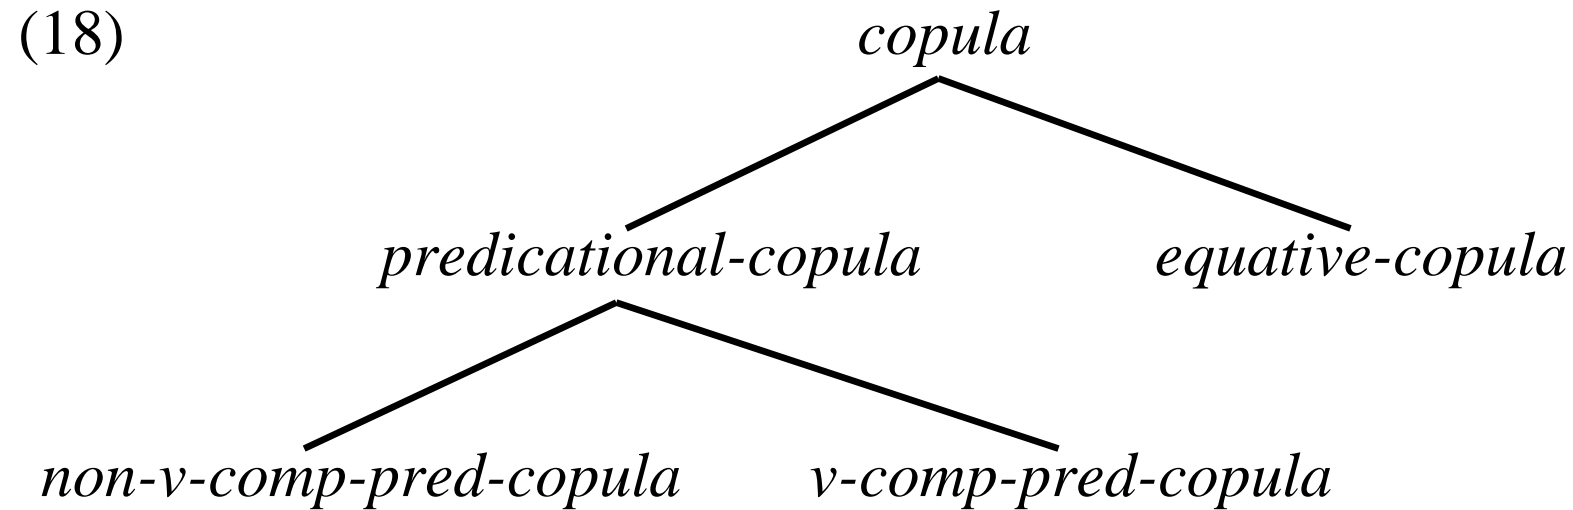 (18) copula
predicational-copula equative-copula
non-v-comp-pred-copula v-comp-pred-copula